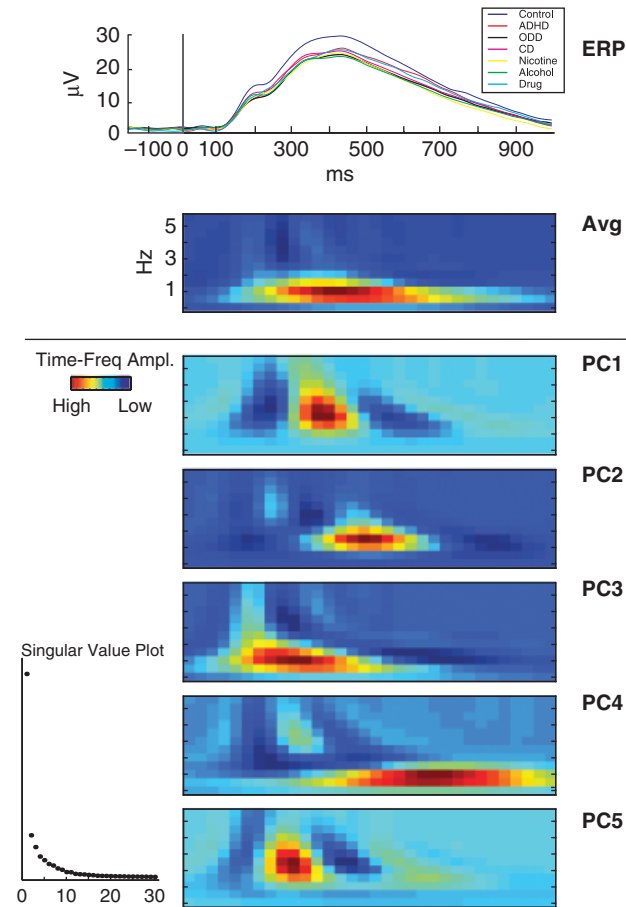 Control
ADHD
ODD
CD
Nicotine
Alcohol
Drug
ERP
μV
30
20
10
0
–100 0 100 300 500 700 900
ms
Avg
Hz
5
3
1
Time-Freq Ampl.
High Low
PC1
PC2
PC3
Singular Value Plot
PC4
PC5
0 10 20 30